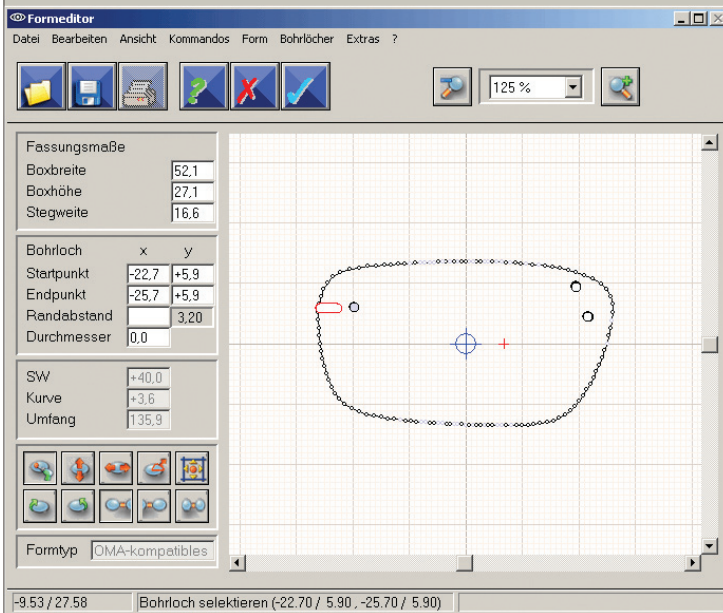 Formeditor
Datei Bearbeiten Ansicht Kommandos Form Bohrlöcher Extras ?
125 %
Fassungsmaße
Boxbreite 52,1
Boxhöhe 27,1
Stegweite 16,6
Bohrloch x y
Startpunkt -22,7 +5,9
Endpunkt -25,7 +5,9
Randabstand 3,20
Durchmesser 0,0
SW +40,0
Kurve +3,6
Umfang 135,9
Formtyp OMA-kompatibles
-9.53 / 27.58 Bohrloch selektieren (-22.70 / 5.90 , -25.70 / 5.90)